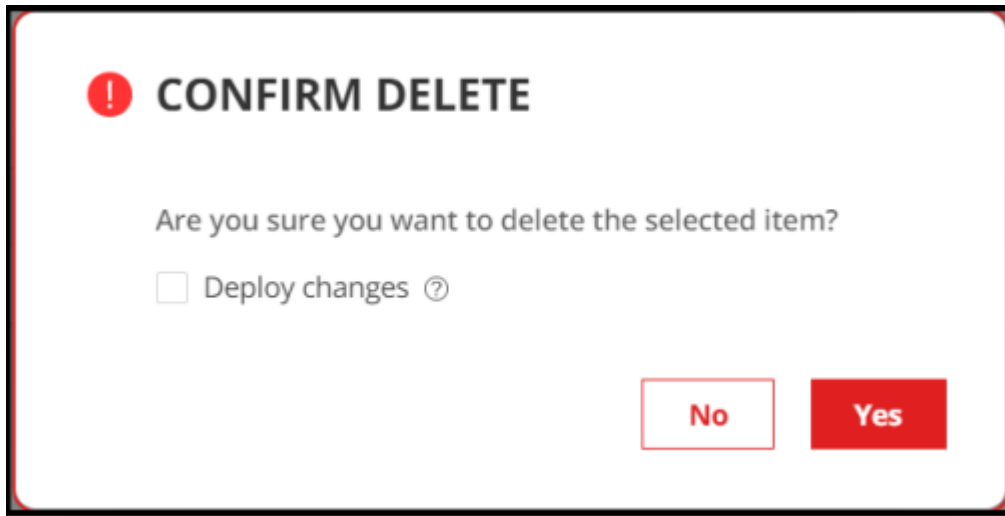 ! CONFIRM DELETE
Are you sure you want to delete the selected item?
Deploy changes ?
No Yes